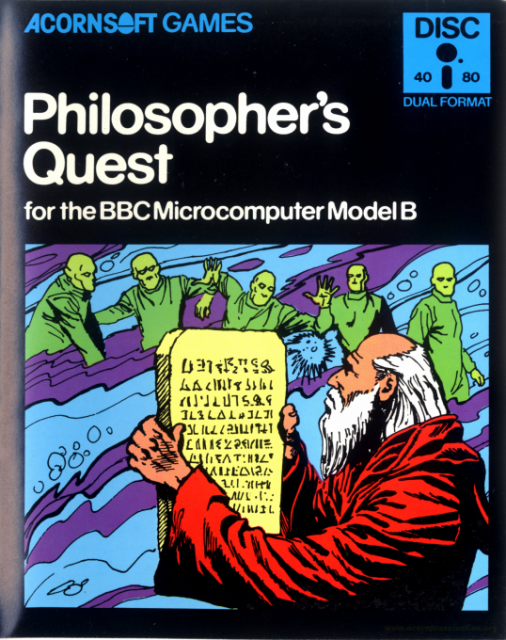 ACORNSOFT GAMES
DISC
40 80
DUAL FORMAT
Philosopher's
Quest
for the BBC Microcomputer Model B